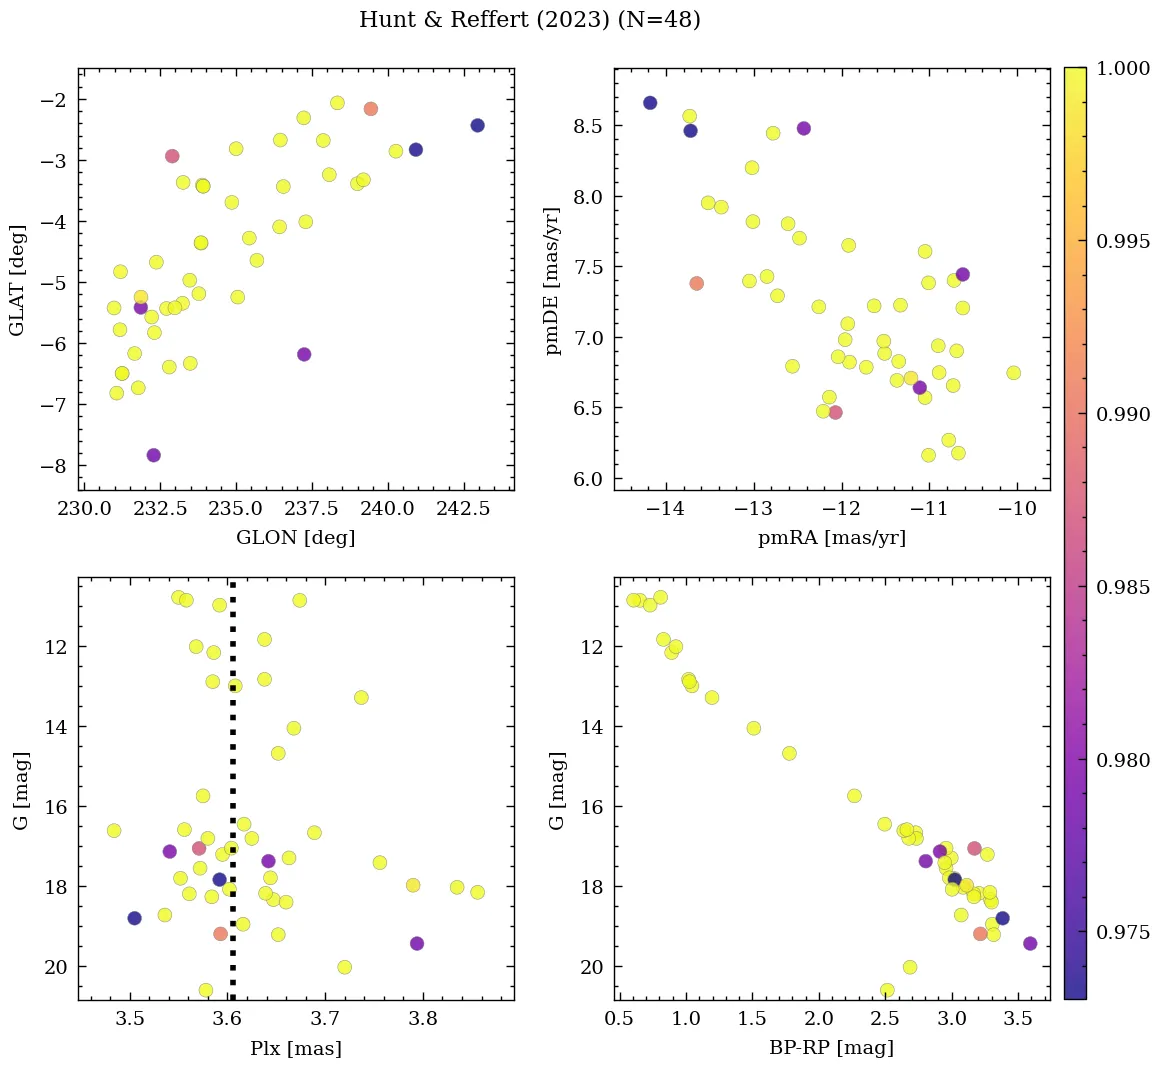 Hunt & Reffert (2023) (N=48)
−2
−3
−4
−5
−6
−7
−8
GLAT [deg]
230.0 232.5 235.0 237.5 240.0 242.5
GLON [deg]
8.5
8.0
7.5
7.0
6.5
6.0
pmDE [mas/yr]
−14 −13 −12 −11 −10
pmRA [mas/yr]
12
14
16
18
20
G [mag]
3.5 3.6 3.7 3.8
Plx [mas]
12
14
16
18
20
G [mag]
0.5 1.0 1.5 2.0 2.5 3.0 3.5
BP-RP [mag]
1.000
0.995
0.990
0.985
0.980
0.975